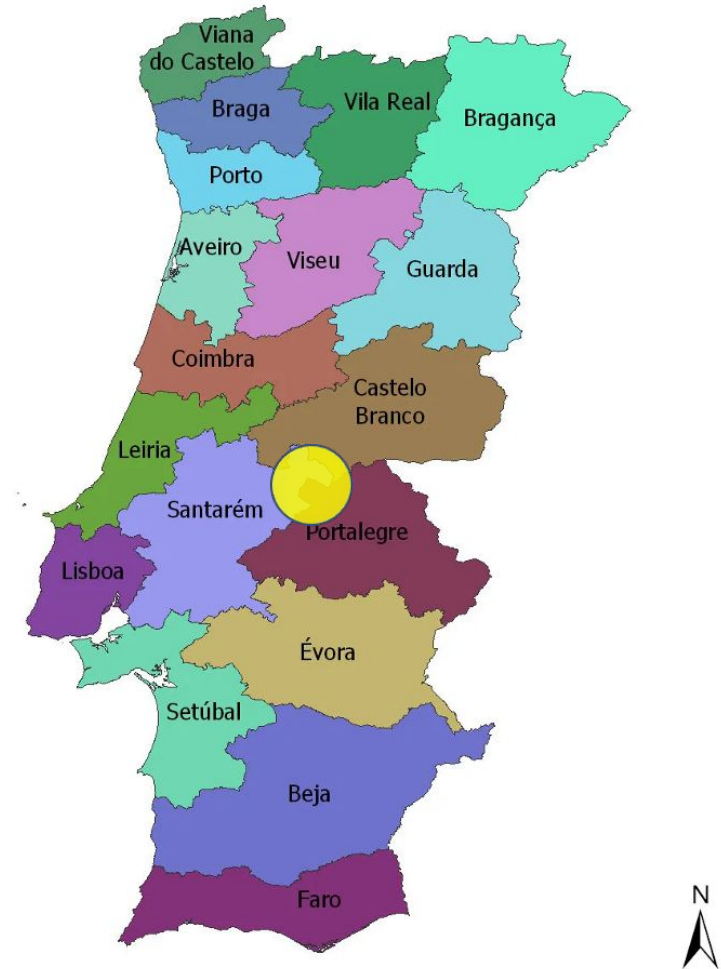 Viana
do Castelo
Braga
Vila Real
Bragança
Porto
Aveiro
Viseu
Guarda
Coimbra
Castelo
Branco
Leiria
Santarém
Portalegre
Lisboa
Évora
Setúbal
Beja
Faro
N